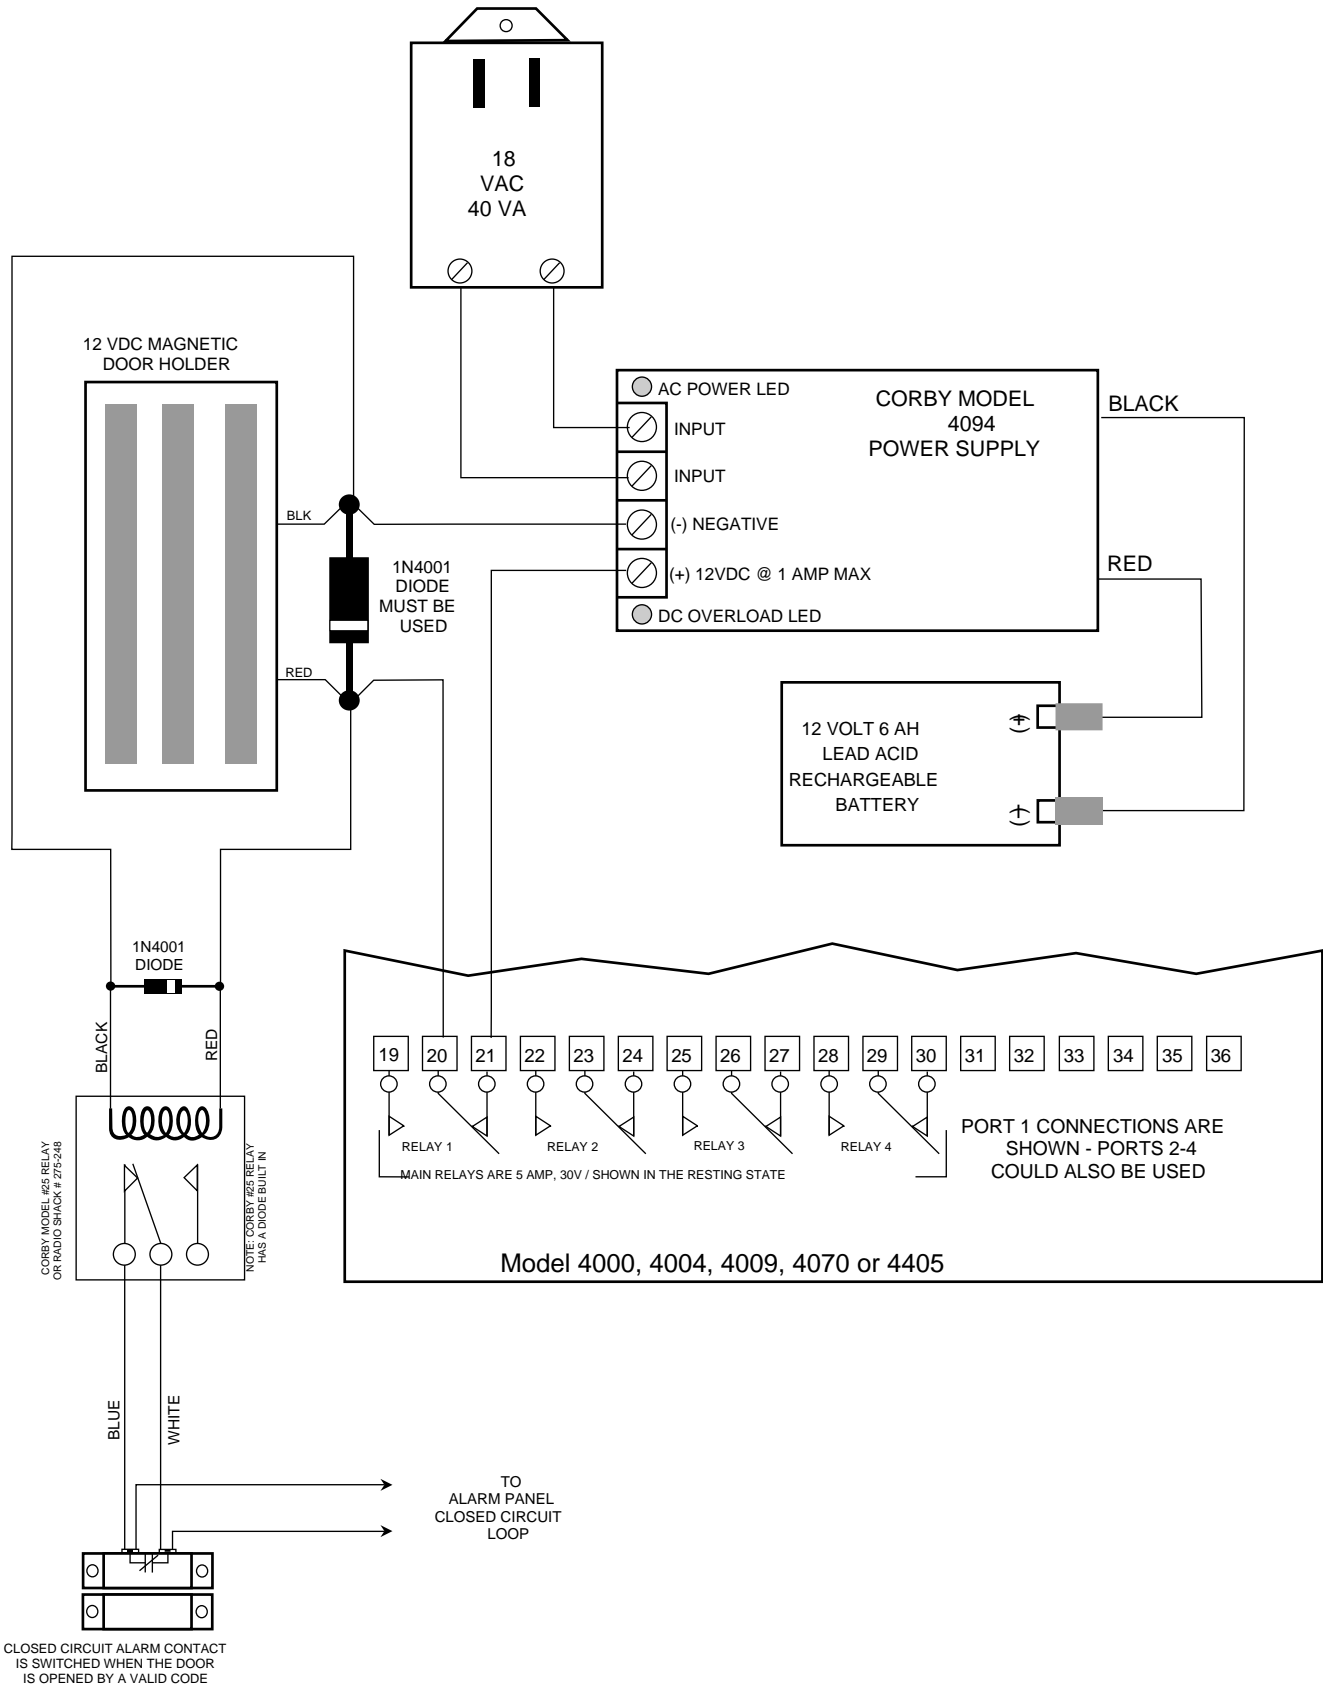 18
VAC
40 VA
12 VDC MAGNETIC
DOOR HOLDER
AC POWER LED
CORBY MODEL
4094
POWER SUPPLY
BLACK
INPUT
INPUT
BLK
(-) NEGATIVE
1N4001
DIODE
MUST BE
USED
(+) 12VDC @ 1 AMP MAX
RED
DC OVERLOAD LED
RED
12 VOLT 6 AH
LEAD ACID
RECHARGEABLE
BATTERY
(+)
(-)
1N4001
DIODE
BLACK
RED
19 20 21 22 23 24 25 26 27 28 29 30 31 32 33 34 35 36
RELAY 1 RELAY 2 RELAY 3 RELAY 4
MAIN RELAYS ARE 5 AMP, 30V / SHOWN IN THE RESTING STATE
PORT 1 CONNECTIONS ARE
SHOWN - PORTS 2-4
COULD ALSO BE USED
CORBY MODEL #25 RELAY
OR RADIO SHACK # 275-248
NOTE: CORBY #25 RELAY
HAS A DIODE BUILT IN
Model 4000, 4004, 4009, 4070 or 4405
BLUE
WHITE
TO
ALARM PANEL
CLOSED CIRCUIT
LOOP
CLOSED CIRCUIT ALARM CONTACT
IS SWITCHED WHEN THE DOOR
IS OPENED BY A VALID CODE